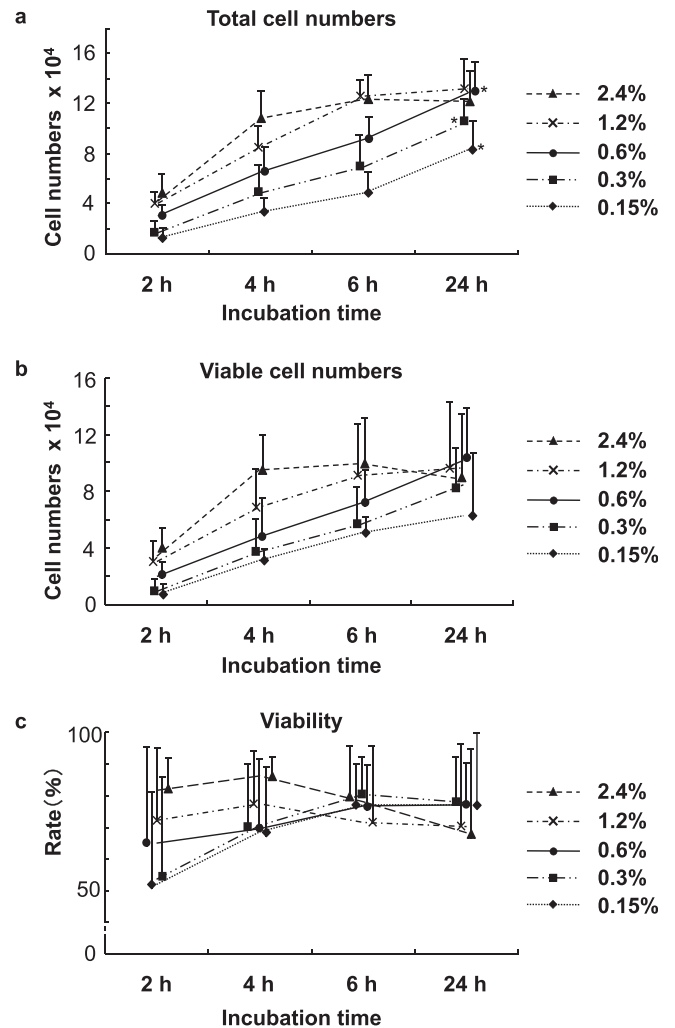 a
Total cell numbers
Cell numbers x 10⁴
16
12
8
4
0
2 h 4 h 6 h 24 h
Incubation time
* * *
2.4%
1.2%
0.6%
0.3%
0.15%
b
Viable cell numbers
Cell numbers x 10⁴
16
12
8
4
0
2 h 4 h 6 h 24 h
Incubation time
2.4%
1.2%
0.6%
0.3%
0.15%
c
Viability
Rate(%)
100
50
0
2 h 4 h 6 h 24 h
Incubation time
2.4%
1.2%
0.6%
0.3%
0.15%